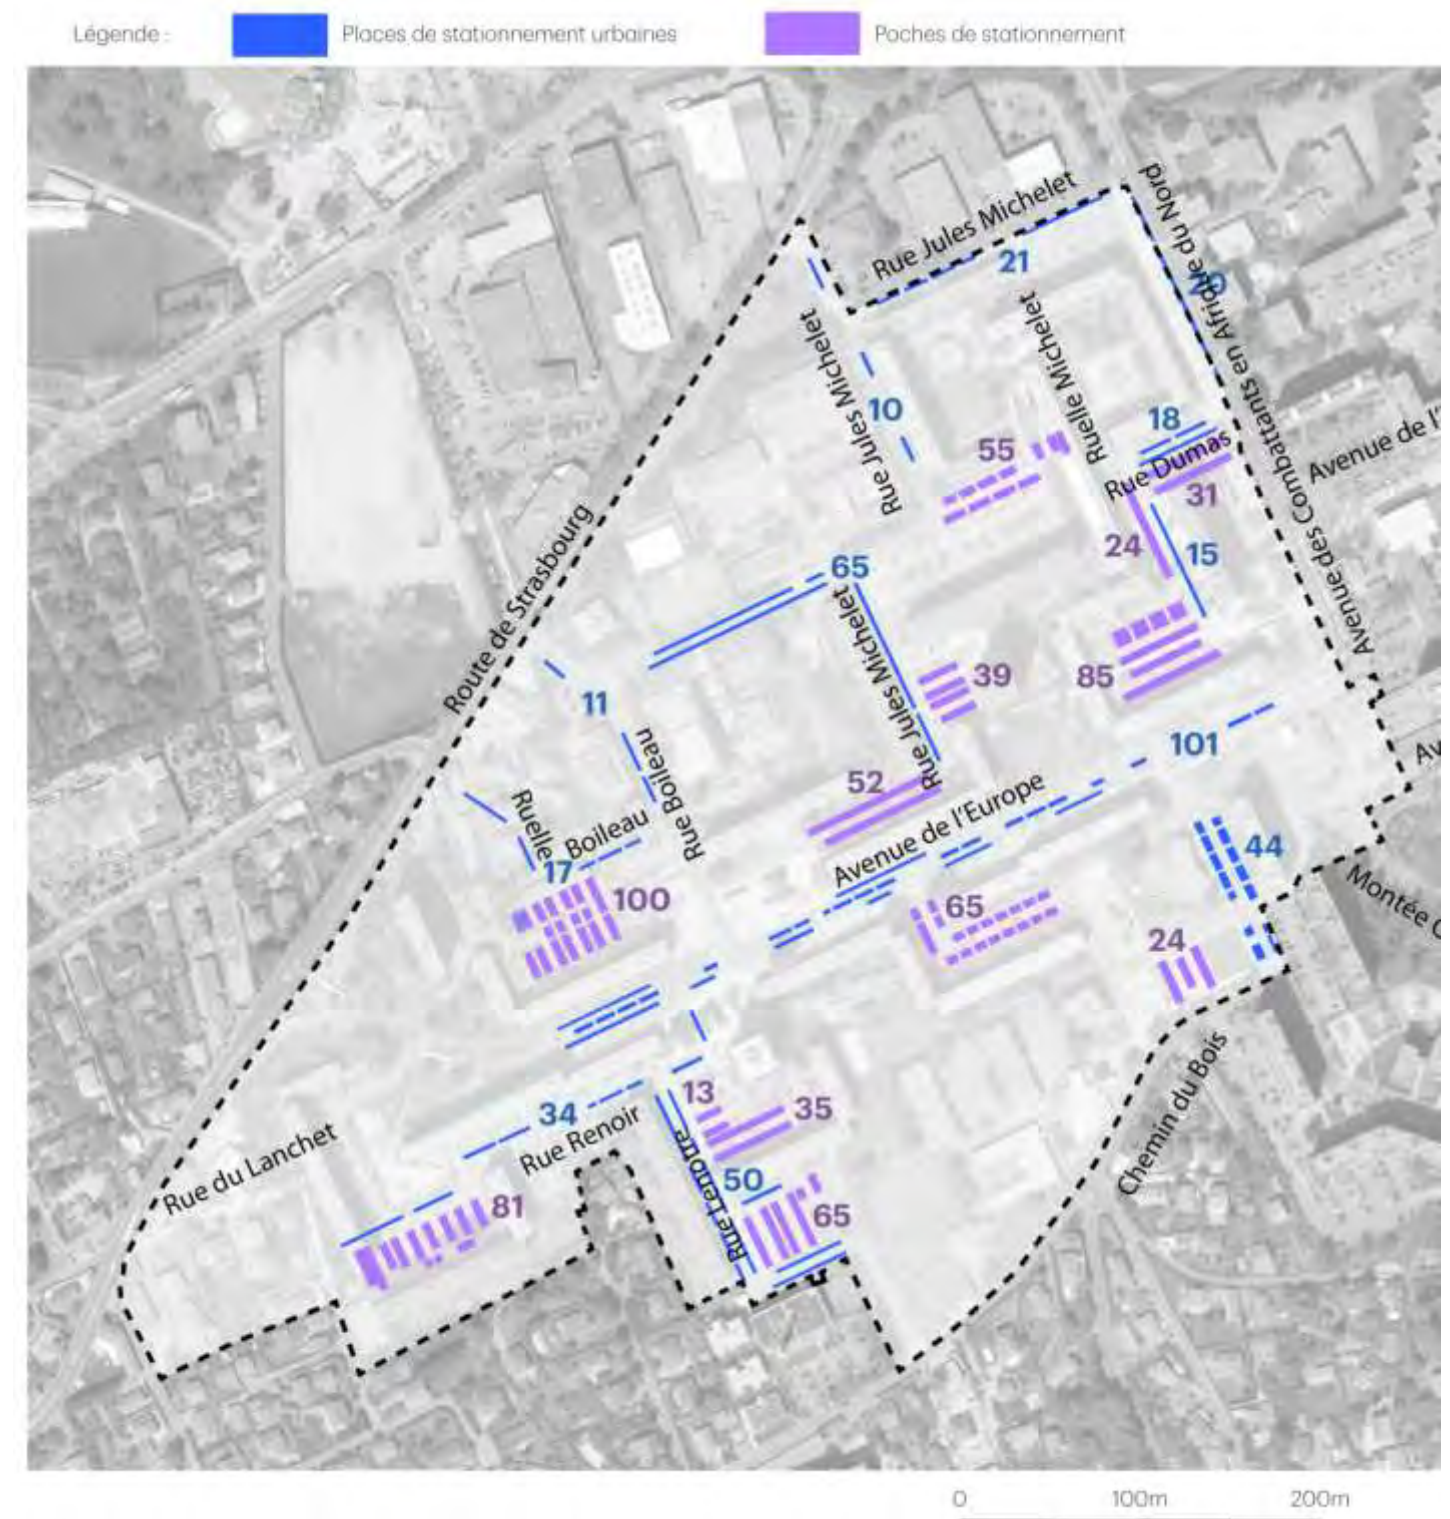 Légende :
Places de stationnement urbaines
Poches de stationnement
Rue Jules Michelet
21
Avenue des Combattants en Afrique du Nord
Rue Jules Michelet
10
Ruelle Michelet
18
Rue Dumas
31
55
24
15
Avenue de l'
Route de Strasbourg
65
Rue Jules Michelet
39
85
11
Rue Boileau
101
Avenue
Av
52
Avenue de l'Europe
Ruelle Boileau
17
100
65
44
Montée
24
Chemin du Bois
34
Rue Renoir
13
35
Rue du Lanchet
Rue Lenotre
50
65
81
0
100m
200m